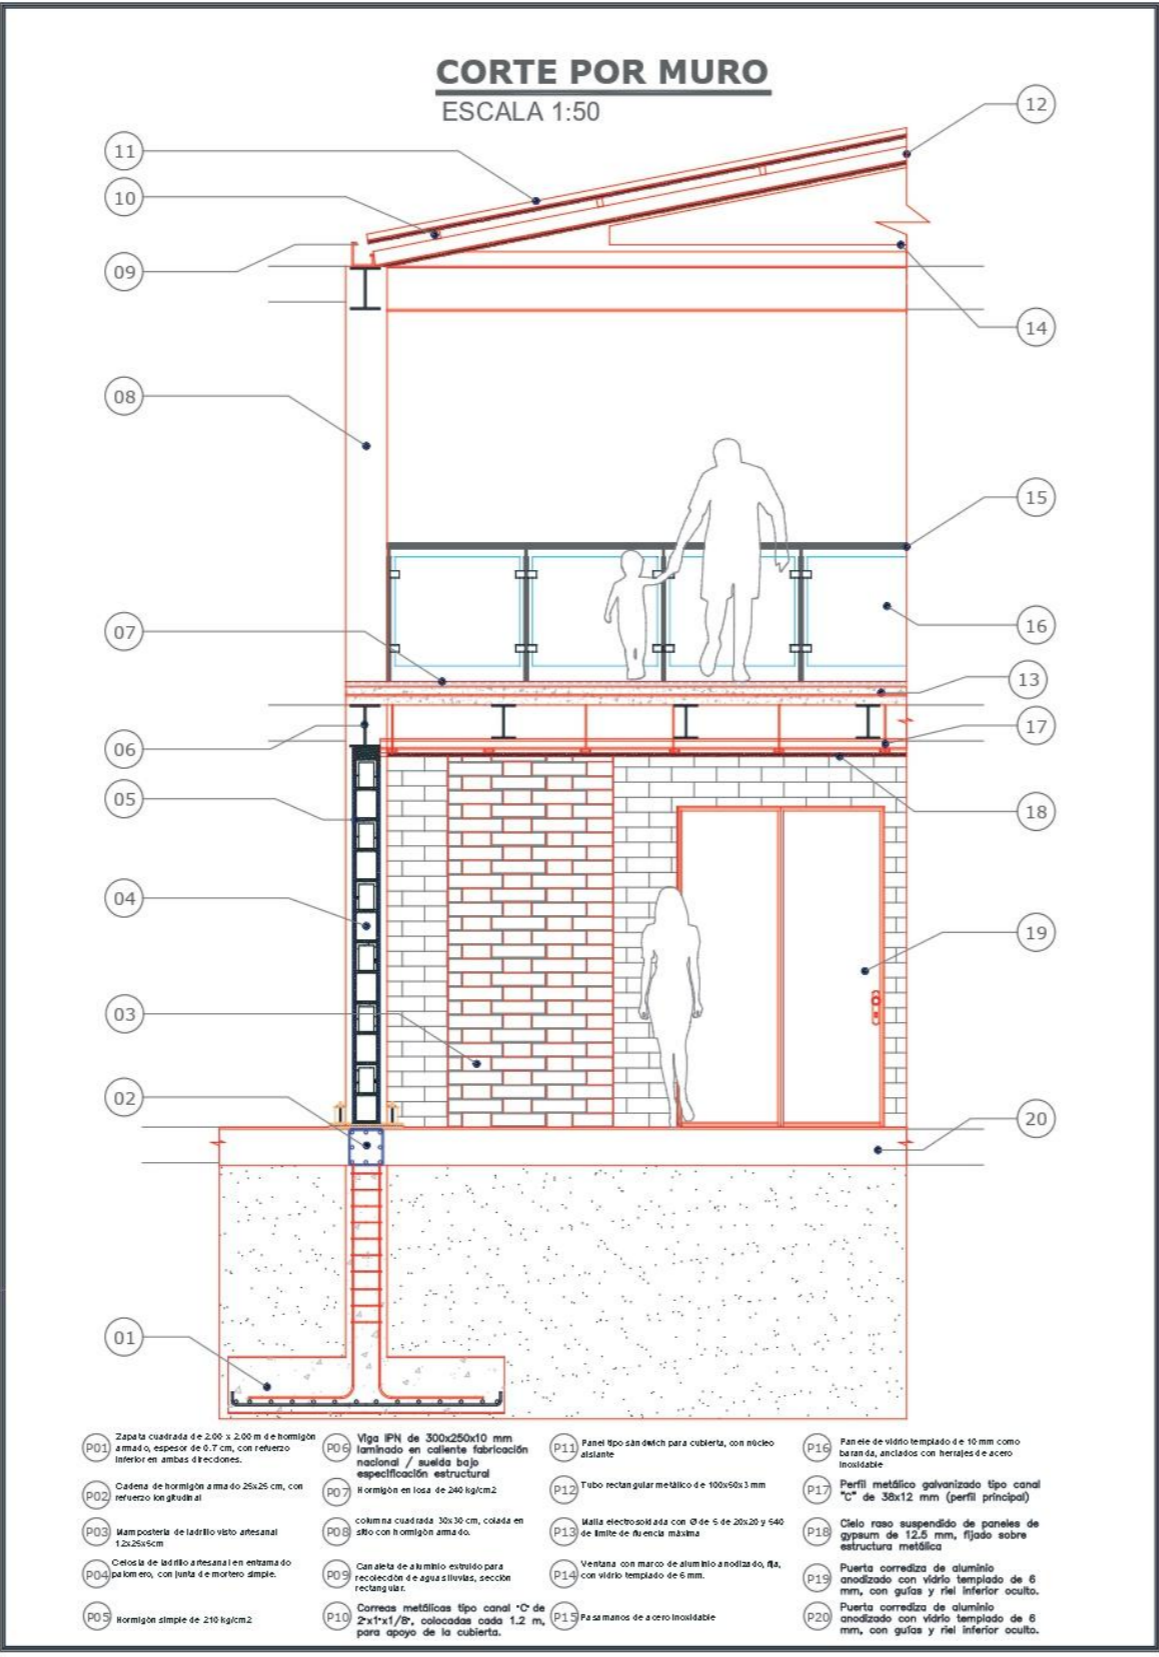 CORTE POR MURO
ESCALA 1:50
11
10
09
08
07
06
05
04
03
02
01
12
14
15
16
13
17
18
19
20
P01
Zapata cuadrada de 2.00 x 2.00 m de hormigón
armado, espesor de 0.7 cm, con refuerzo
inferior en ambas direcciones.
P02
Cadena de hormigón armado 25x25 cm, con
refuerzo longitudinal
P03
Mampostería de ladrillo visto artesanal
12x25x6cm
P04
Celosía de ladrillo artesanal en entramado
palomero, con junta de mortero simple.
P05
Hormigón simple de 210 kg/cm2
P06
Viga IPN de 300x250x10 mm
laminado en caliente fabricación
nacional / suelda bajo
especificación estructural
P07
Hormigón en losa de 240 kg/cm2
P08
columna cuadrada 30x30 cm, colada en
sitio con hormigón armado.
P09
Canaleta de aluminio extruido para
recolección de aguas lluvias, sección
rectangular.
P10
Correas metálicas tipo canal "C" de
2"x1"x1/8", colocadas cada 1.2 m,
para apoyo de la cubierta.
P11
Panel tipo sándwich para cubierta, con núcleo
aislante
P12
Tubo rectangular metálico de 100x50x3 mm
P13
Malla electrosoldada con Ø de 5 de 20x20 y 540
de límite de fluencia máxima
P14
Ventana con marco de aluminio anodizado, fija,
con vidrio templado de 6 mm.
P15
Pasamanos de acero inoxidable
P16
Panele de vidrio templado de 10 mm como
baranda, anclados con herrajes de acero
inoxidable
P17
Perfil metálico galvanizado tipo canal
"C" de 38x12 mm (perfil principal)
P18
Cielo raso suspendido de paneles de
gypsum de 12.5 mm, fijado sobre
estructura metálica
P19
Puerta corrediza de aluminio
anodizado con vidrio templado de 6
mm, con guías y riel inferior oculto.
P20
Puerta corrediza de aluminio
anodizado con vidrio templado de 6
mm, con guías y riel inferior oculto.